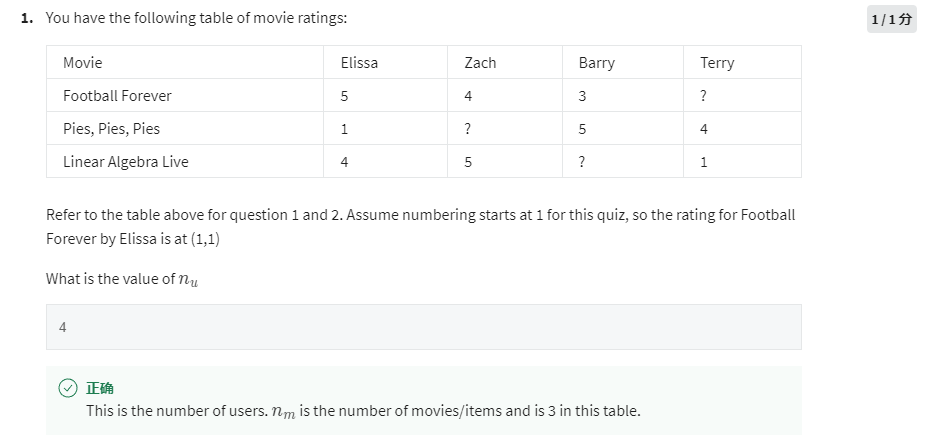 1. You have the following table of movie ratings:
1 / 1 分
Movie Elissa Zach Barry Terry
Football Forever 5 4 3 ?
Pies, Pies, Pies 1 ? 5 4
Linear Algebra Live 4 5 ? 1
Refer to the table above for question 1 and 2. Assume numbering starts at 1 for this quiz, so the rating for Football
Forever by Elissa is at (1,1)
What is the value of n_u
4
正确
This is the number of users. n_m is the number of movies/items and is 3 in this table.